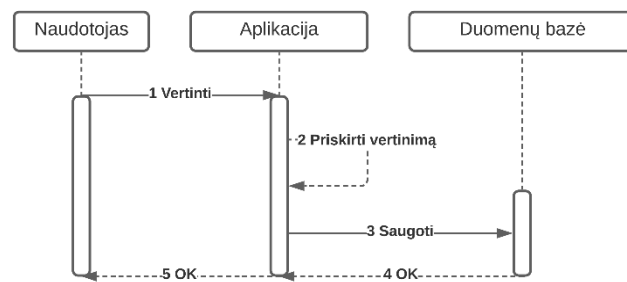 Naudotojas
Aplikacija
Duomenų bazė
1 Vertinti
2 Priskirti vertinimą
3 Saugoti
4 OK
5 OK